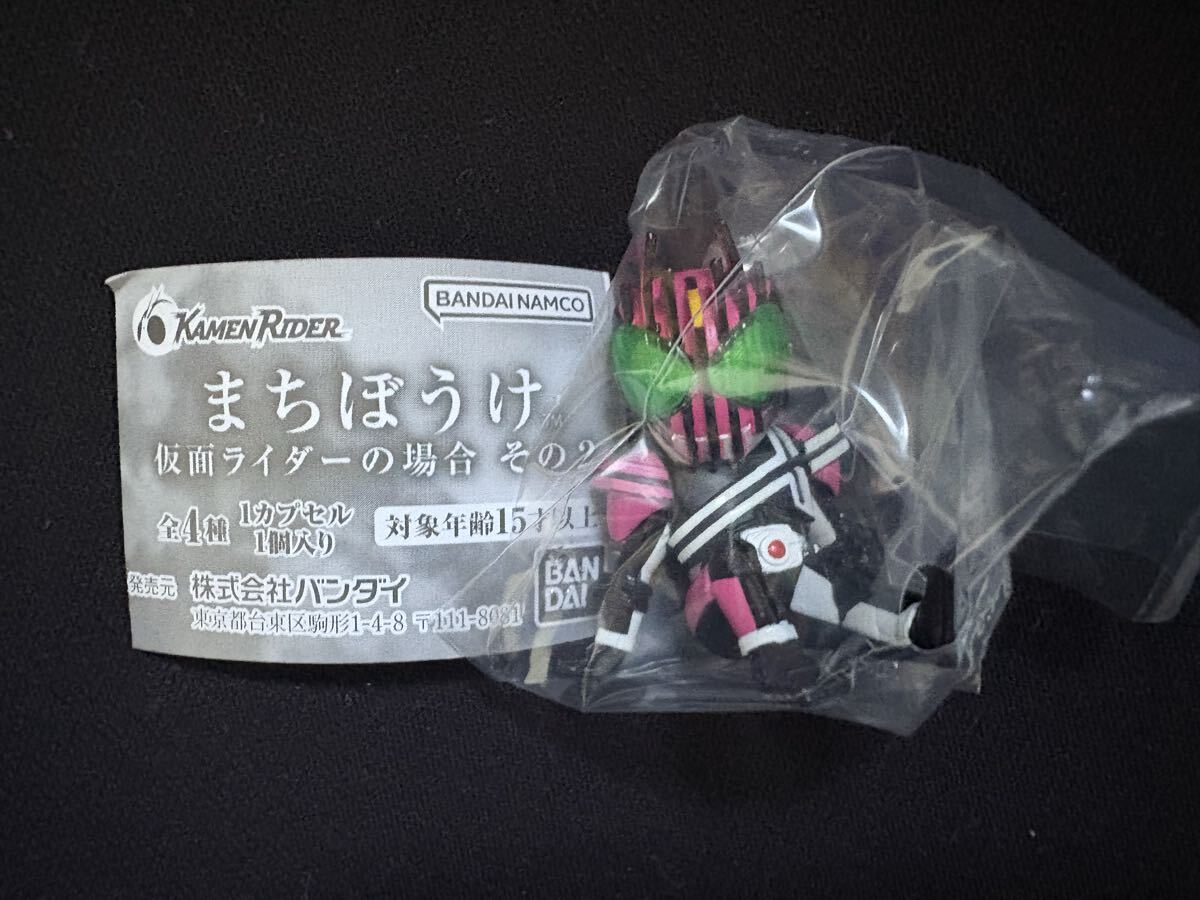 KAMEN RIDER
BANDAI NAMCO
まちぼうけ
仮面ライダーの場合 その2
全4種 1カプセル 1個入り
対象年齢15才以上
発売元 株式会社バンダイ
東京都台東区駒形1-4-8 〒111-8081
BAN
DAI